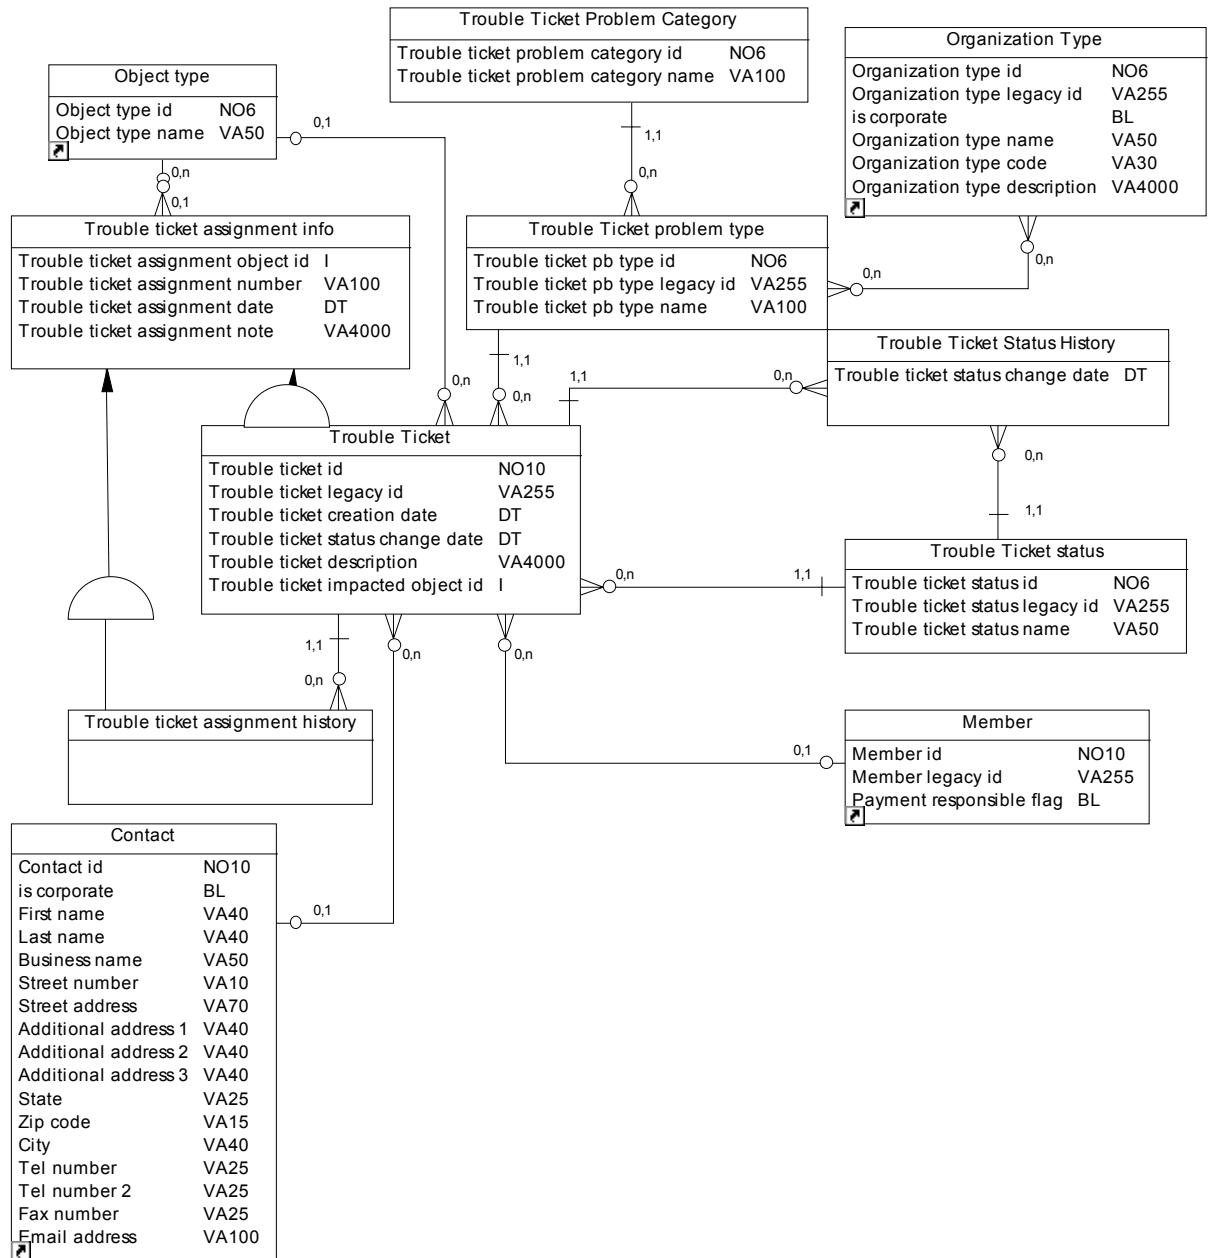 Trouble Ticket Problem Category
Trouble ticket problem category id NO6
Trouble ticket problem category name VA100
Organization Type
Organization type id NO6
Organization type legacy id VA255
is corporate BL
Organization type name VA50
Organization type code VA30
Organization type description VA4000
Object type
Object type id NO6
Object type name VA50
0,1
1,1
0,n
0,n
0,1
0,n
0,n
Trouble ticket assignment info
Trouble ticket assignment object id I
Trouble ticket assignment number VA100
Trouble ticket assignment date DT
Trouble ticket assignment note VA4000
Trouble Ticket problem type
Trouble ticket pb type id NO6
Trouble ticket pb type legacy id VA255
Trouble ticket pb type name VA100
Trouble Ticket Status History
Trouble ticket status change date DT
1,1
0,n
0,n
1,1
0,n
0,n
1,1
Trouble Ticket
Trouble ticket id NO10
Trouble ticket legacy id VA255
Trouble ticket creation date DT
Trouble ticket status change date DT
Trouble ticket description VA4000
Trouble ticket impacted object id I
0,n
1,1
Trouble Ticket status
Trouble ticket status id NO6
Trouble ticket status legacy id VA255
Trouble ticket status name VA50
1,1
0,n
0,n
0,n
Trouble ticket assignment history
0,1
Member
Member id NO10
Member legacy id VA255
Payment responsible flag BL
Contact
Contact id NO10
is corporate BL
First name VA40
Last name VA40
Business name VA50
Street number VA10
Street address VA70
Additional address 1 VA40
Additional address 2 VA40
Additional address 3 VA40
State VA25
Zip code VA15
City VA40
Tel number VA25
Tel number 2 VA25
Fax number VA25
Email address VA100
0,1